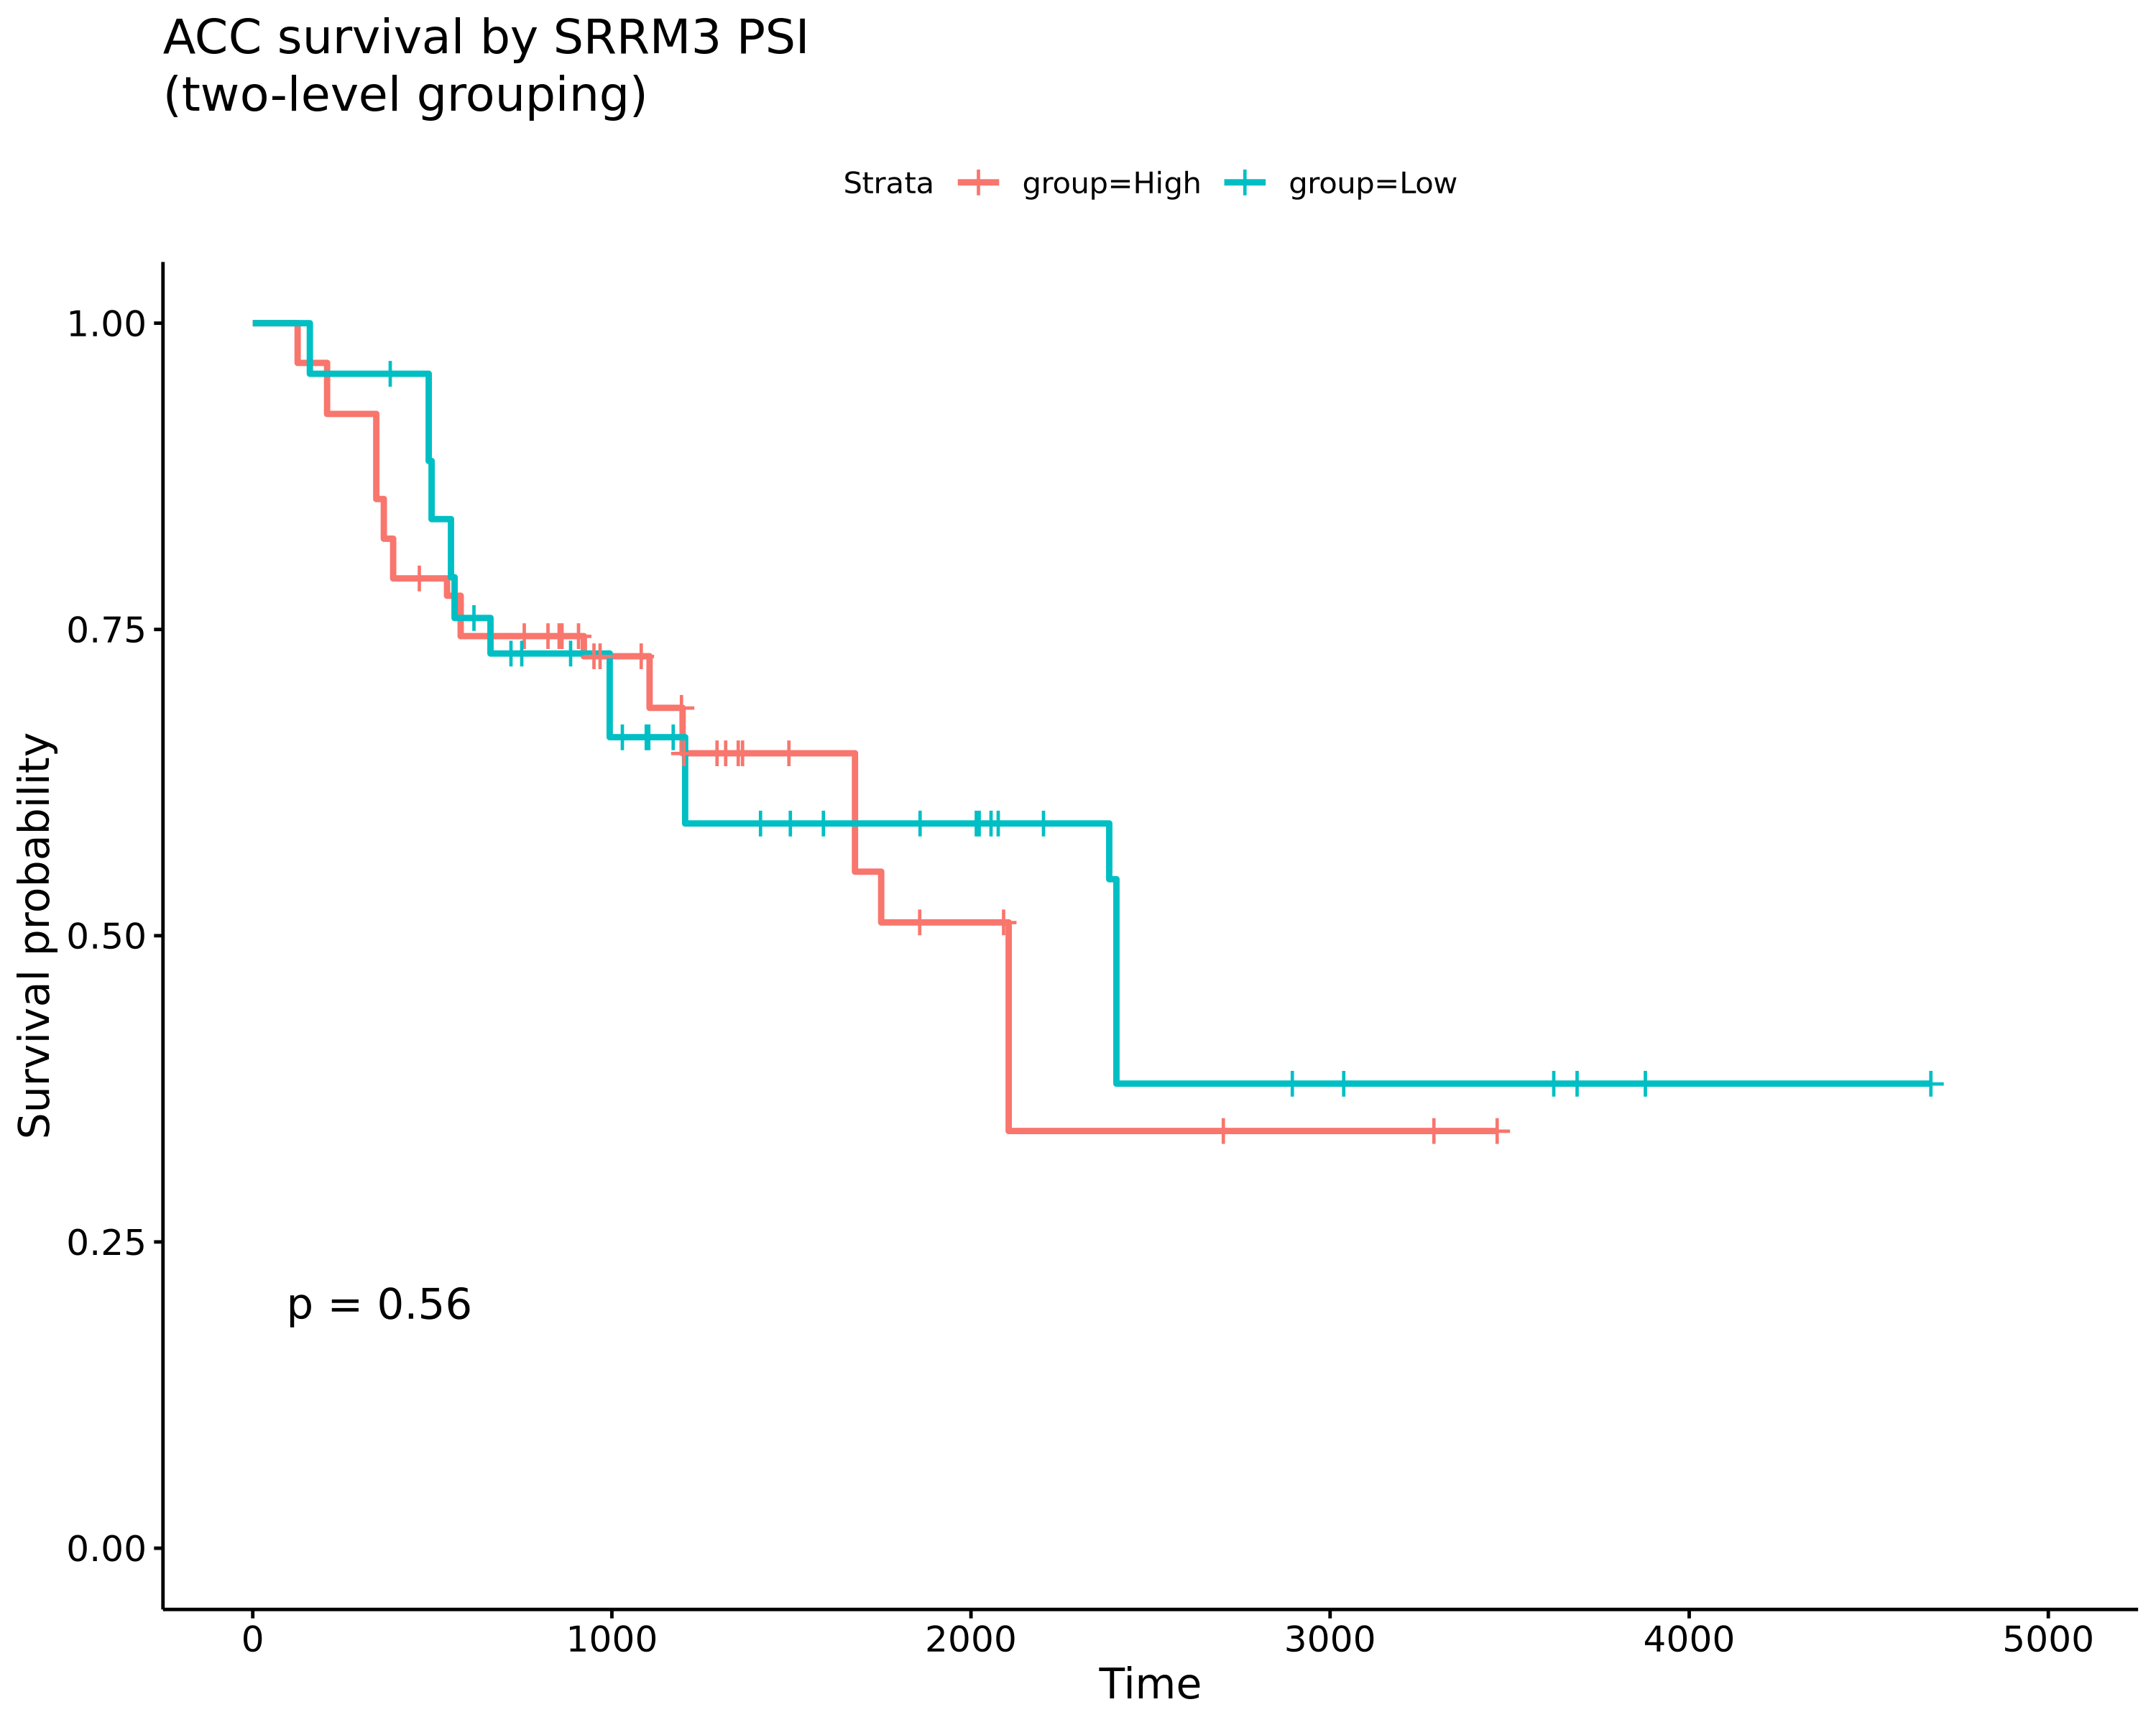 ACC survival by SRRM3 PSI
(two-level grouping)
Strata group=High group=Low
Survival probability
1.00
0.75
0.50
0.25
0.00
p = 0.56
0 1000 2000 3000 4000 5000
Time